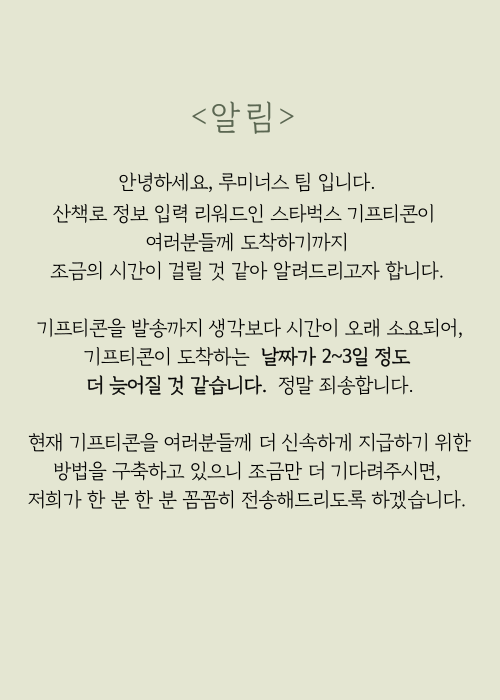 <알림>
안녕하세요, 루미너스 팀 입니다.
산책로 정보 입력 리워드인 스타벅스 기프티콘이
여러분들께 도착하기까지
조금의 시간이 걸릴 것 같아 알려드리고자 합니다.
기프티콘을 발송까지 생각보다 시간이 오래 소요되어,
기프티콘이 도착하는 날짜가 2~3일 정도
더 늦어질 것 같습니다. 정말 죄송합니다.
현재 기프티콘을 여러분들께 더 신속하게 지급하기 위한
방법을 구축하고 있으니 조금만 더 기다려주시면,
저희가 한 분 한 분 꼼꼼히 전송해드리도록 하겠습니다.